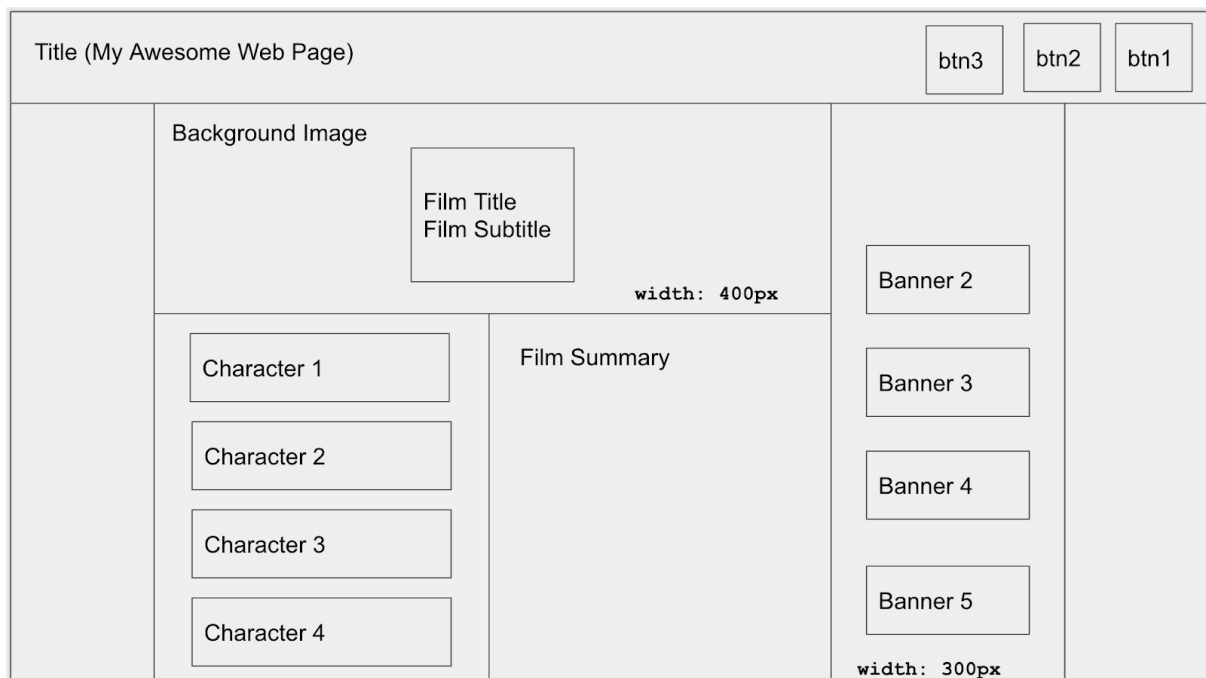 Title (My Awesome Web Page)
btn3
btn2
btn1
Background Image
Film Title
Film Subtitle
width: 400px
Character 1
Character 2
Character 3
Character 4
Film Summary
Banner 2
Banner 3
Banner 4
Banner 5
width: 300px